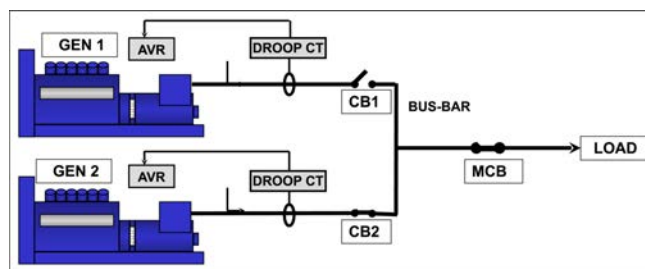 GEN 1
AVR
DROOP CT
CB1
BUS-BAR
LOAD
MCB
GEN 2
AVR
DROOP CT
CB2